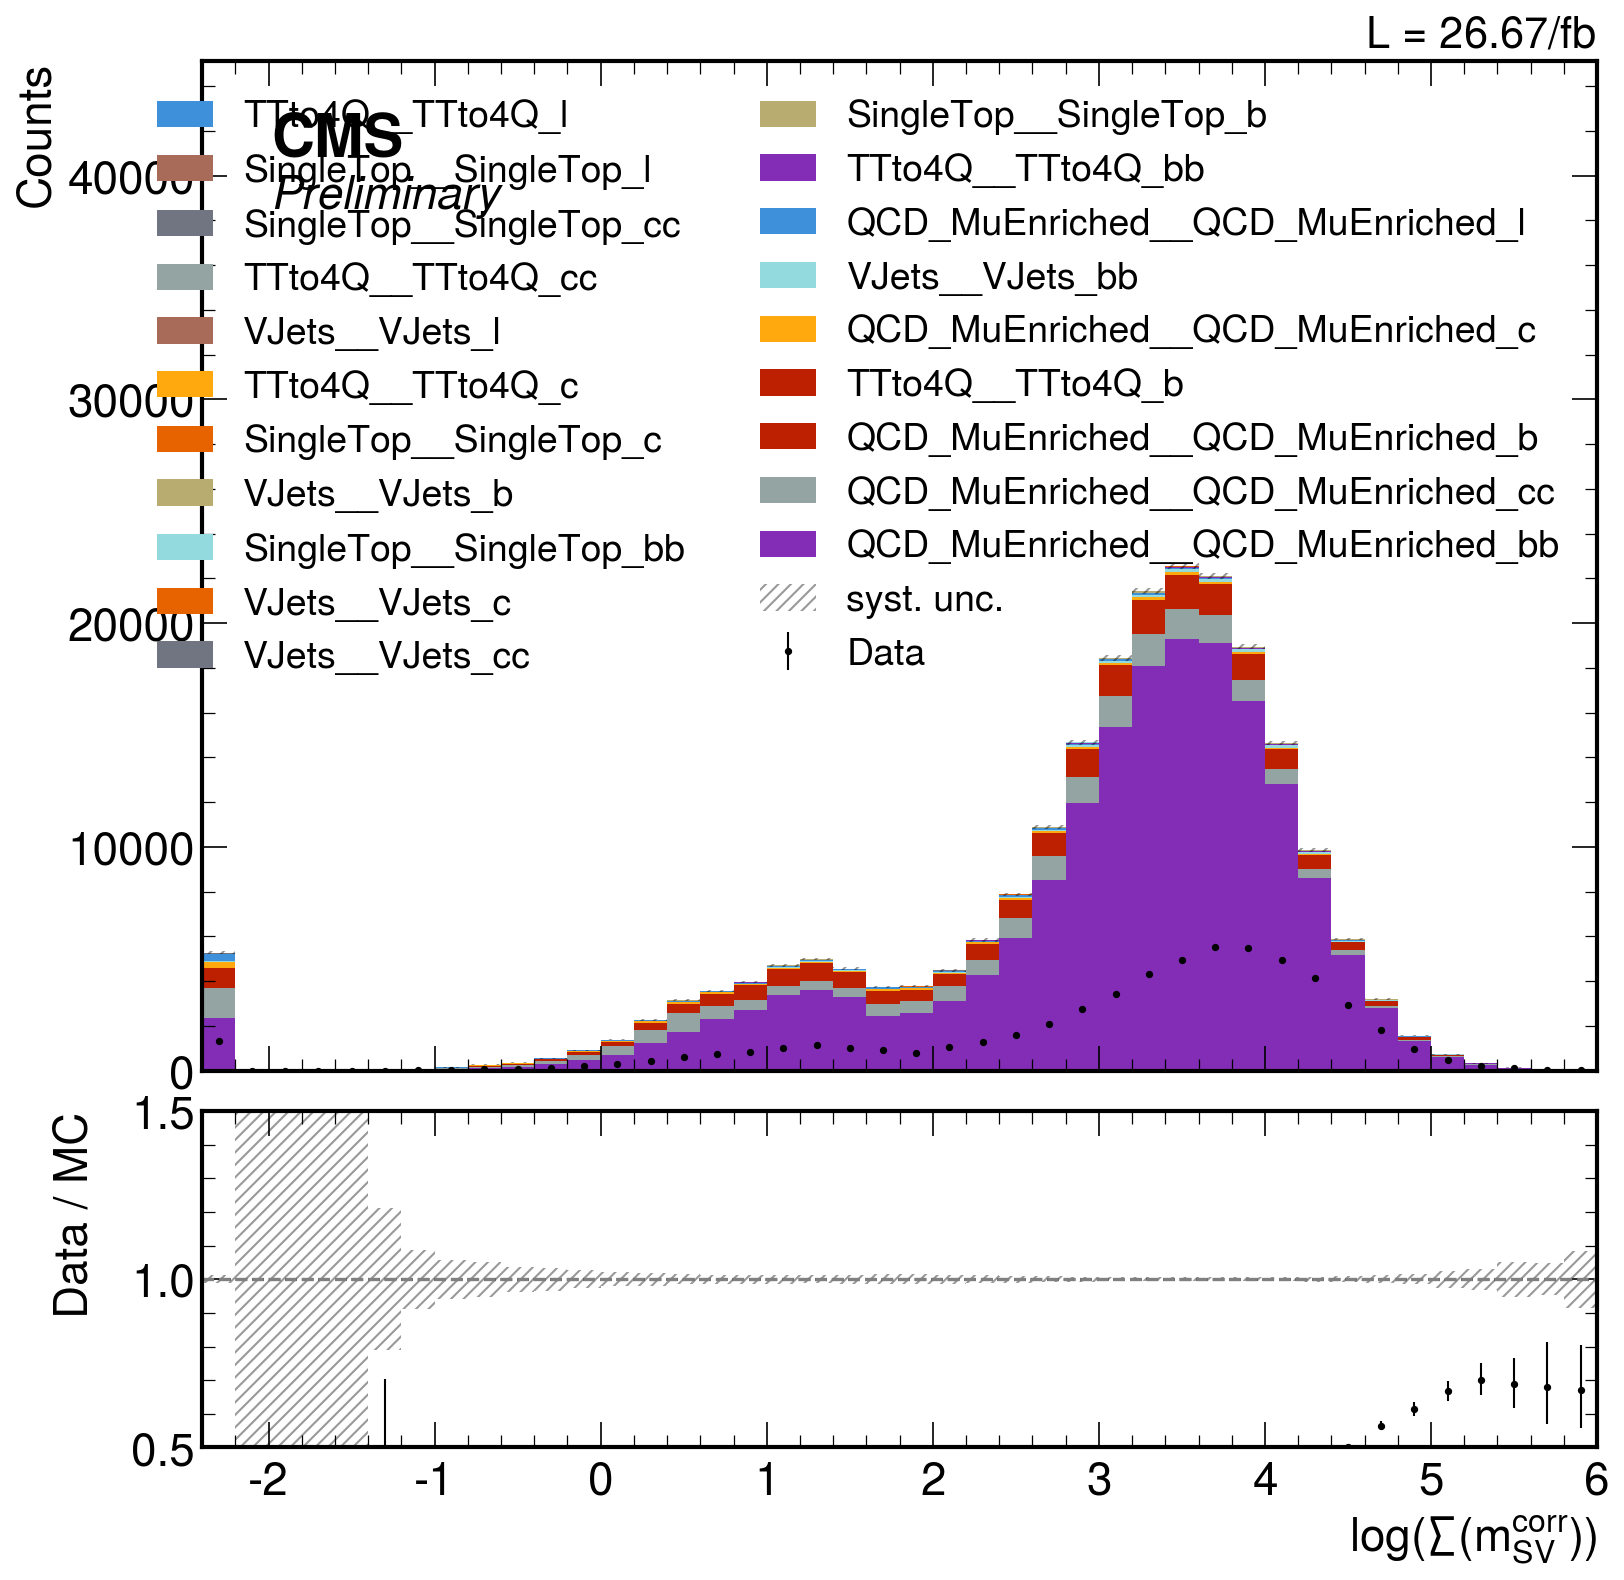 L = 26.67/fb
Counts
CMS
Preliminary
TTto4Q__TTto4Q_l
SingleTop__SingleTop_l
SingleTop__SingleTop_cc
TTto4Q__TTto4Q_cc
VJets__VJets_l
TTto4Q__TTto4Q_c
SingleTop__SingleTop_c
VJets__VJets_b
SingleTop__SingleTop_bb
VJets__VJets_c
VJets__VJets_cc
SingleTop__SingleTop_b
TTto4Q__TTto4Q_bb
QCD_MuEnriched__QCD_MuEnriched_l
VJets__VJets_bb
QCD_MuEnriched__QCD_MuEnriched_c
TTto4Q__TTto4Q_b
QCD_MuEnriched__QCD_MuEnriched_b
QCD_MuEnriched__QCD_MuEnriched_cc
QCD_MuEnriched__QCD_MuEnriched_bb
syst. unc.
Data
40000
30000
20000
10000
0
Data / MC
1.5
1.0
0.5
-2 -1 0 1 2 3 4 5 6
log(∑(m_SV^corr))